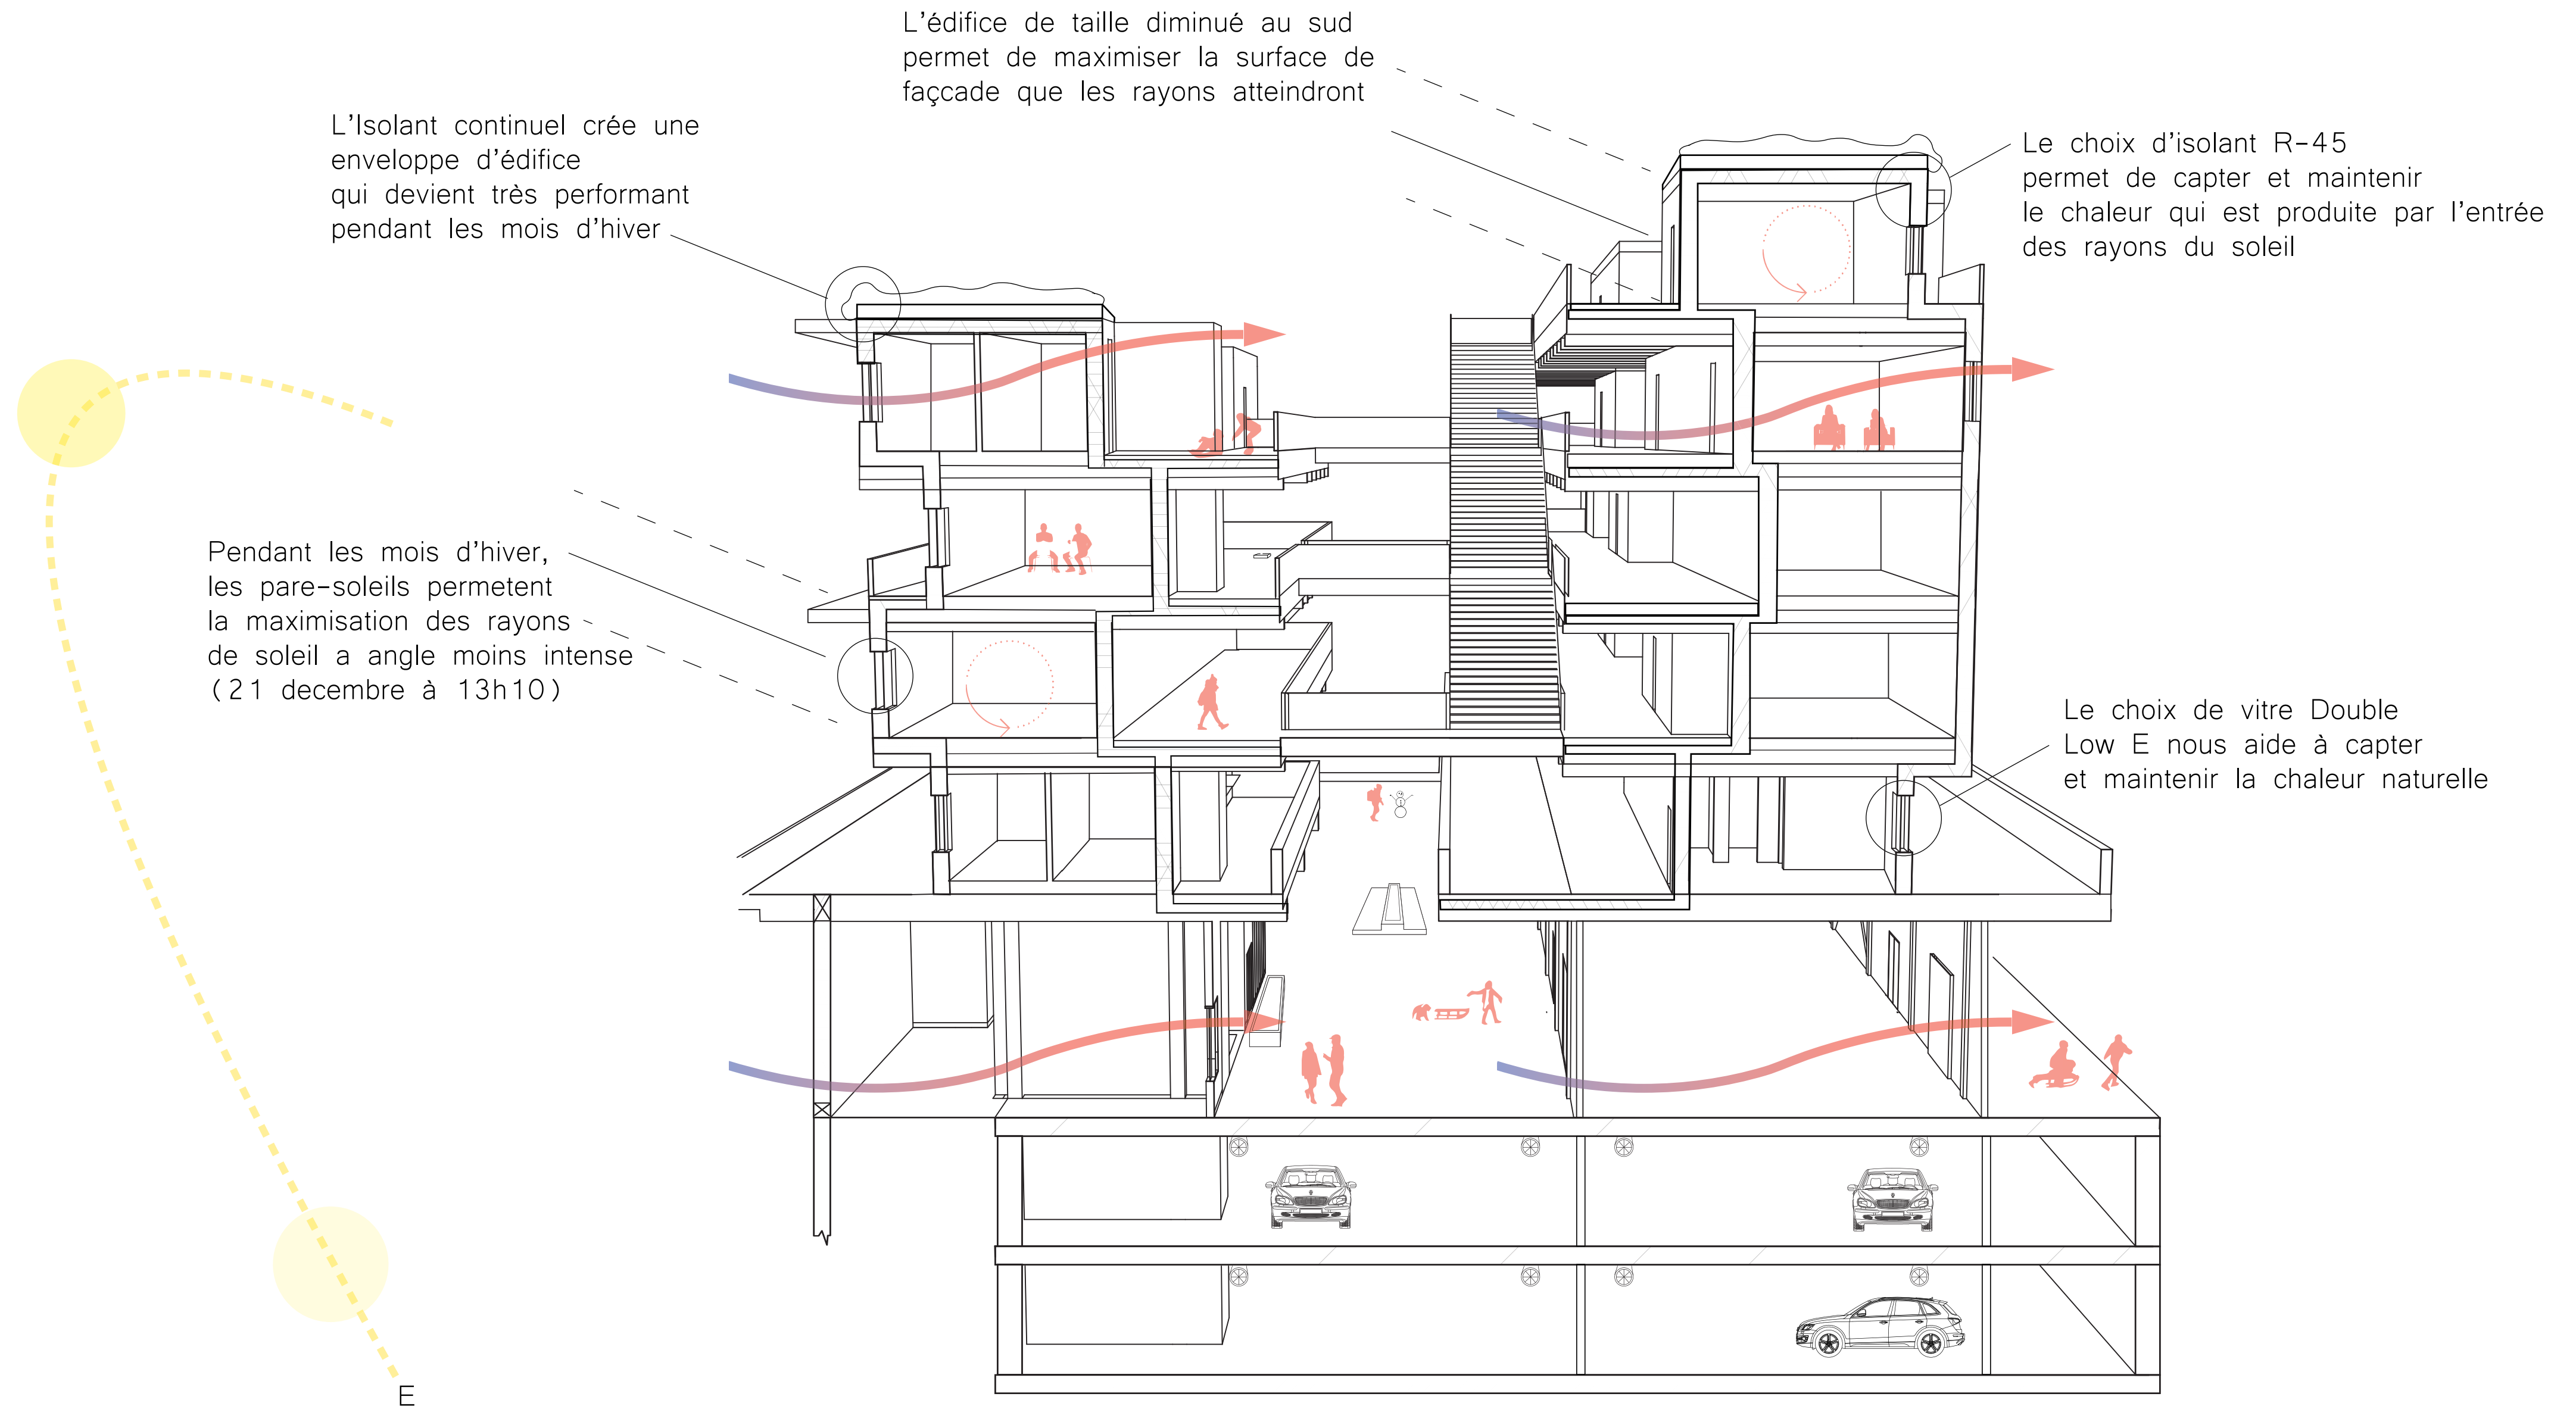 L'édifice de taille diminué au sud
permet de maximiser la surface de
façcade que les rayons atteindront
L'Isolant continuel crée une
enveloppe d'édifice
qui devient très performant
pendant les mois d'hiver
Le choix d'isolant R-45
permet de capter et maintenir
le chaleur qui est produite par l'entrée
des rayons du soleil
Pendant les mois d'hiver,
les pare-soleils permetent
la maximisation des rayons
de soleil a angle moins intense
(21 decembre à 13h10)
Le choix de vitre Double
Low E nous aide à capter
et maintenir la chaleur naturelle
E